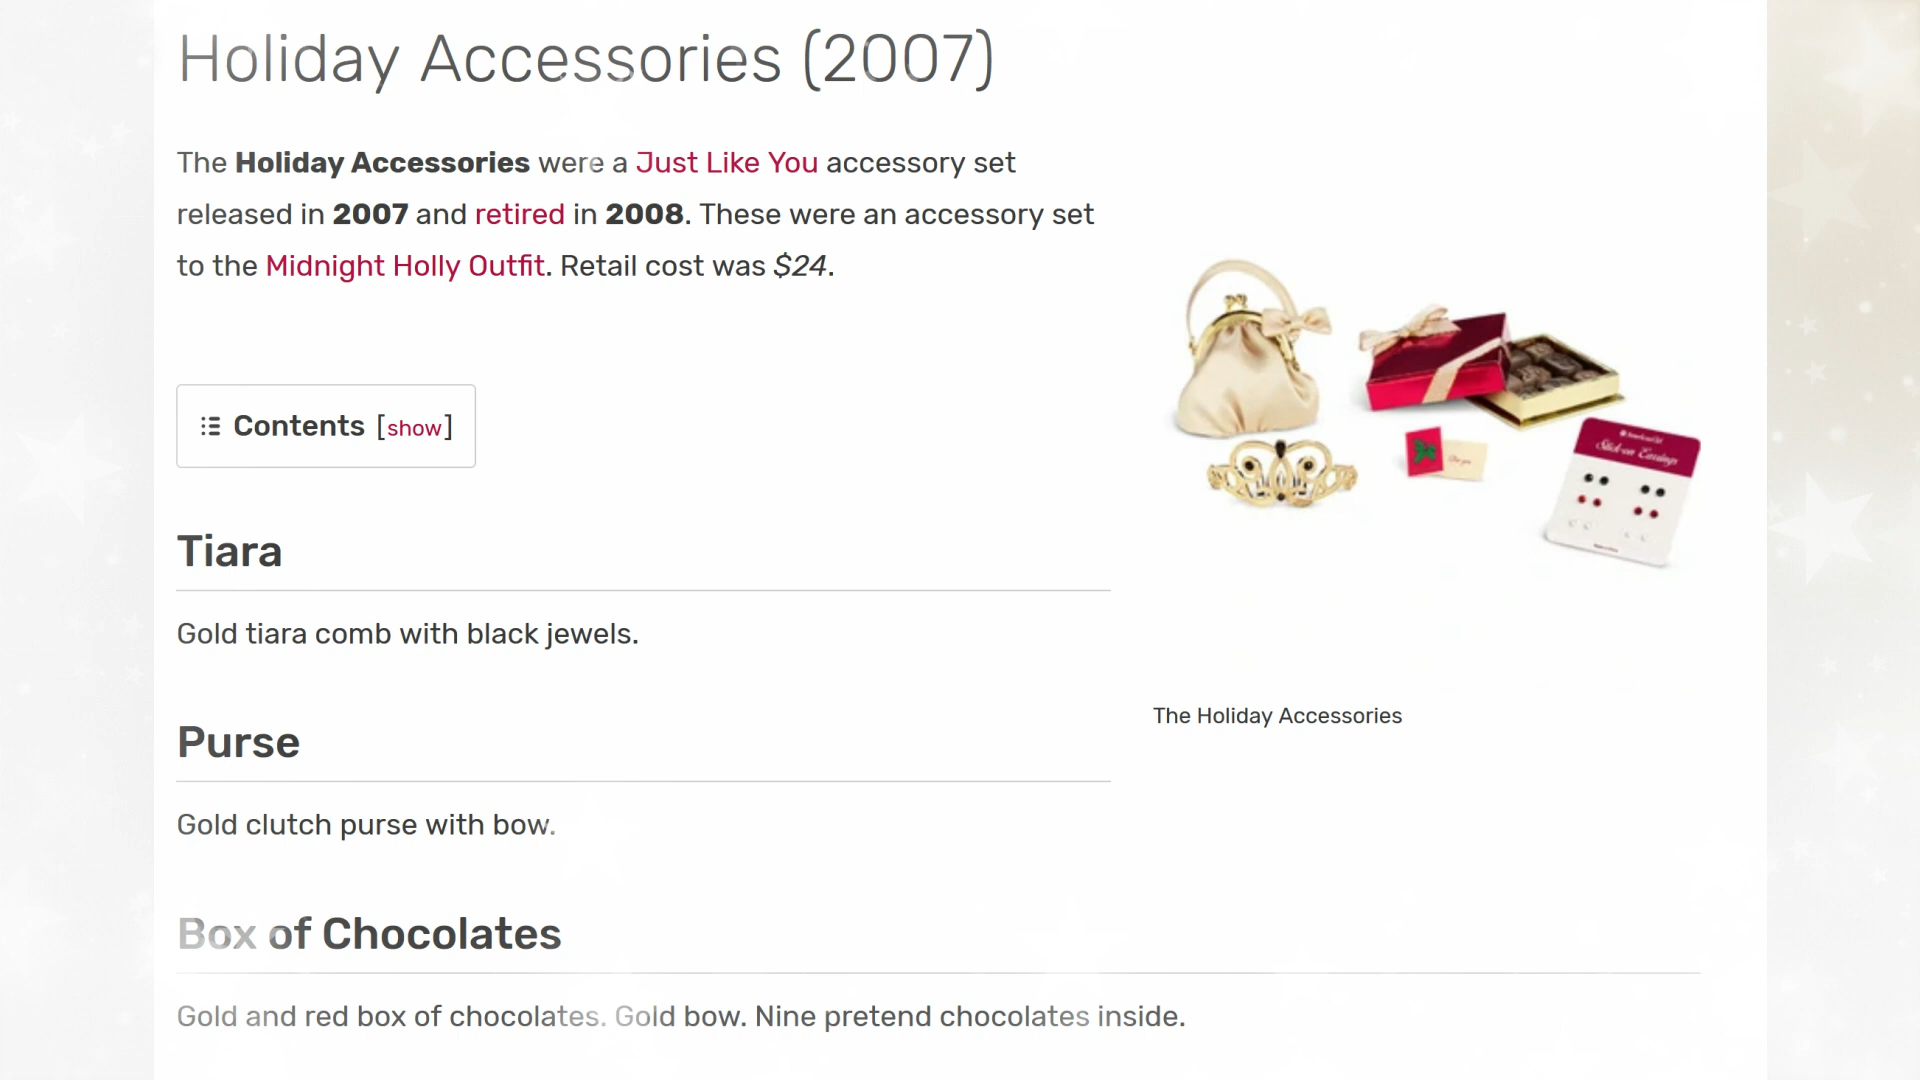 Holiday Accessories (2007)
The Holiday Accessories were a Just Like You accessory set
released in 2007 and retired in 2008. These were an accessory set
to the Midnight Holly Outfit. Retail cost was $24.
Contents [show]
Tiara
Gold tiara comb with black jewels.
Purse
Gold clutch purse with bow.
Stick-on Earrings
The Holiday Accessories
Box of Chocolates
Gold and red box of chocolates. Gold bow. Nine pretend chocolates inside.